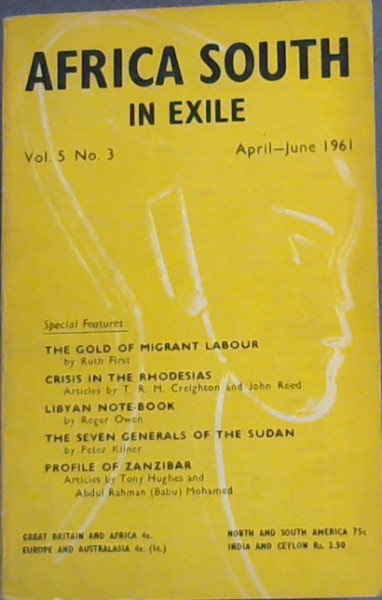 AFRICA SOUTH
IN EXILE
Vol. 5 No. 3 April—June 1961
Special Features
THE GOLD OF MIGRANT LABOUR
by Ruth First
CRISIS IN THE RHODESIAS
Articles by T. R. M. Creighton and John Reed
LIBYAN NOTE-BOOK
by Roger Owen
THE SEVEN GENERALS OF THE SUDAN
by Peter Kilner
PROFILE OF ZANZIBAR
Articles by Tony Hughes and
Abdul Rahman (Babu) Mohamed
GREAT BRITAIN AND AFRICA 4s.
EUROPE AND AUSTRALASIA 4s. (St.)
NORTH AND SOUTH AMERICA 75c
INDIA AND CEYLON Rs. 2.50